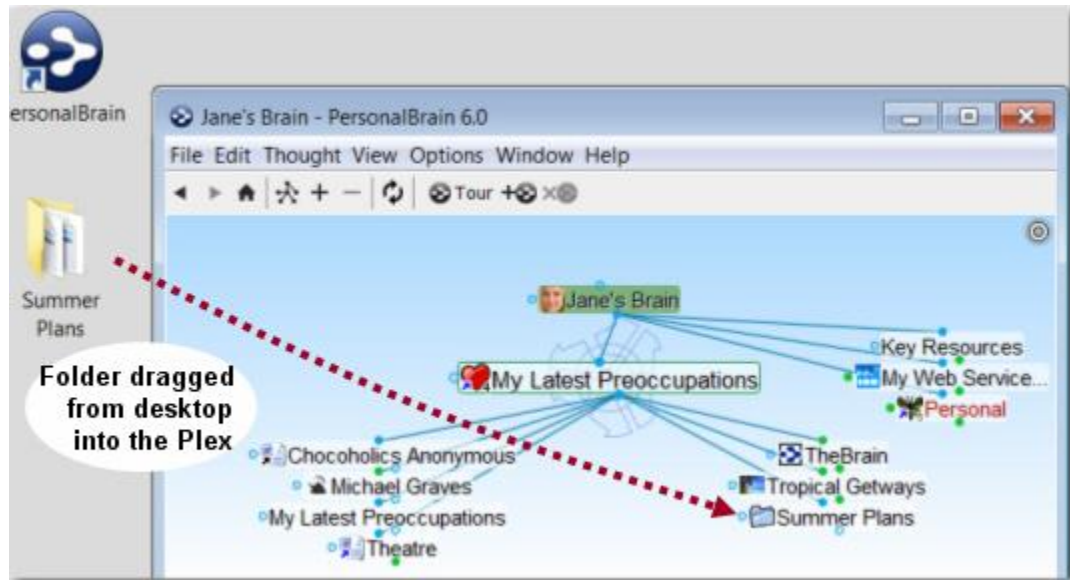 ersonalBrain
Jane's Brain - PersonalBrain 6.0
File Edit Thought View Options Window Help
Tour
Summer
Plans
Folder dragged
from desktop
into the Plex
Jane's Brain
Key Resources
My Latest Preoccupations
My Web Service...
Personal
Chocoholics Anonymous
TheBrain
Michael Graves
Tropical Getways
My Latest Preoccupations
Summer Plans
Theatre